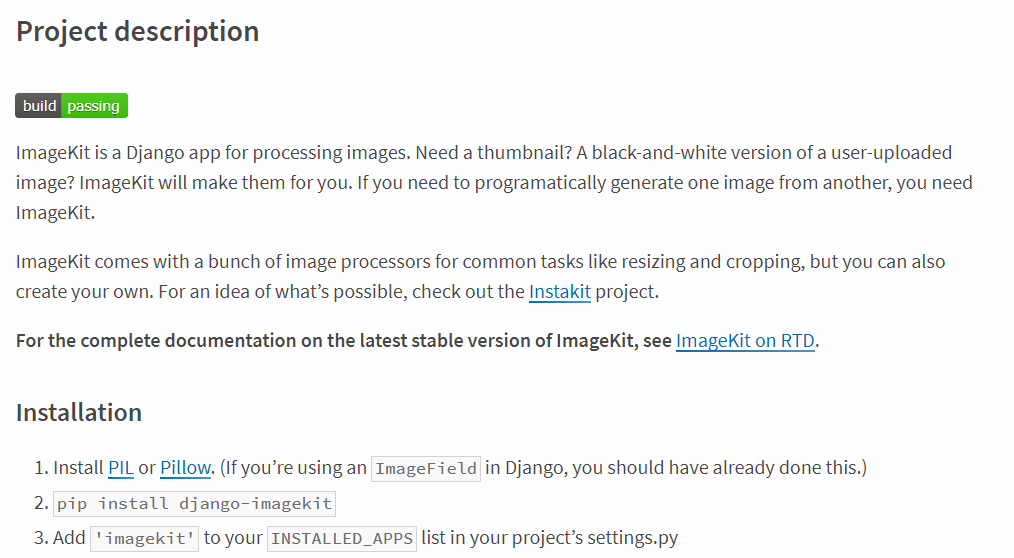 Project description
build passing
ImageKit is a Django app for processing images. Need a thumbnail? A black-and-white version of a user-uploaded
image? ImageKit will make them for you. If you need to programatically generate one image from another, you need
ImageKit.
ImageKit comes with a bunch of image processors for common tasks like resizing and cropping, but you can also
create your own. For an idea of what’s possible, check out the Instakit project.
For the complete documentation on the latest stable version of ImageKit, see ImageKit on RTD.
Installation
1. Install PIL or Pillow. (If you’re using an ImageField in Django, you should have already done this.)
2. pip install django-imagekit
3. Add 'imagekit' to your INSTALLED_APPS list in your project’s settings.py